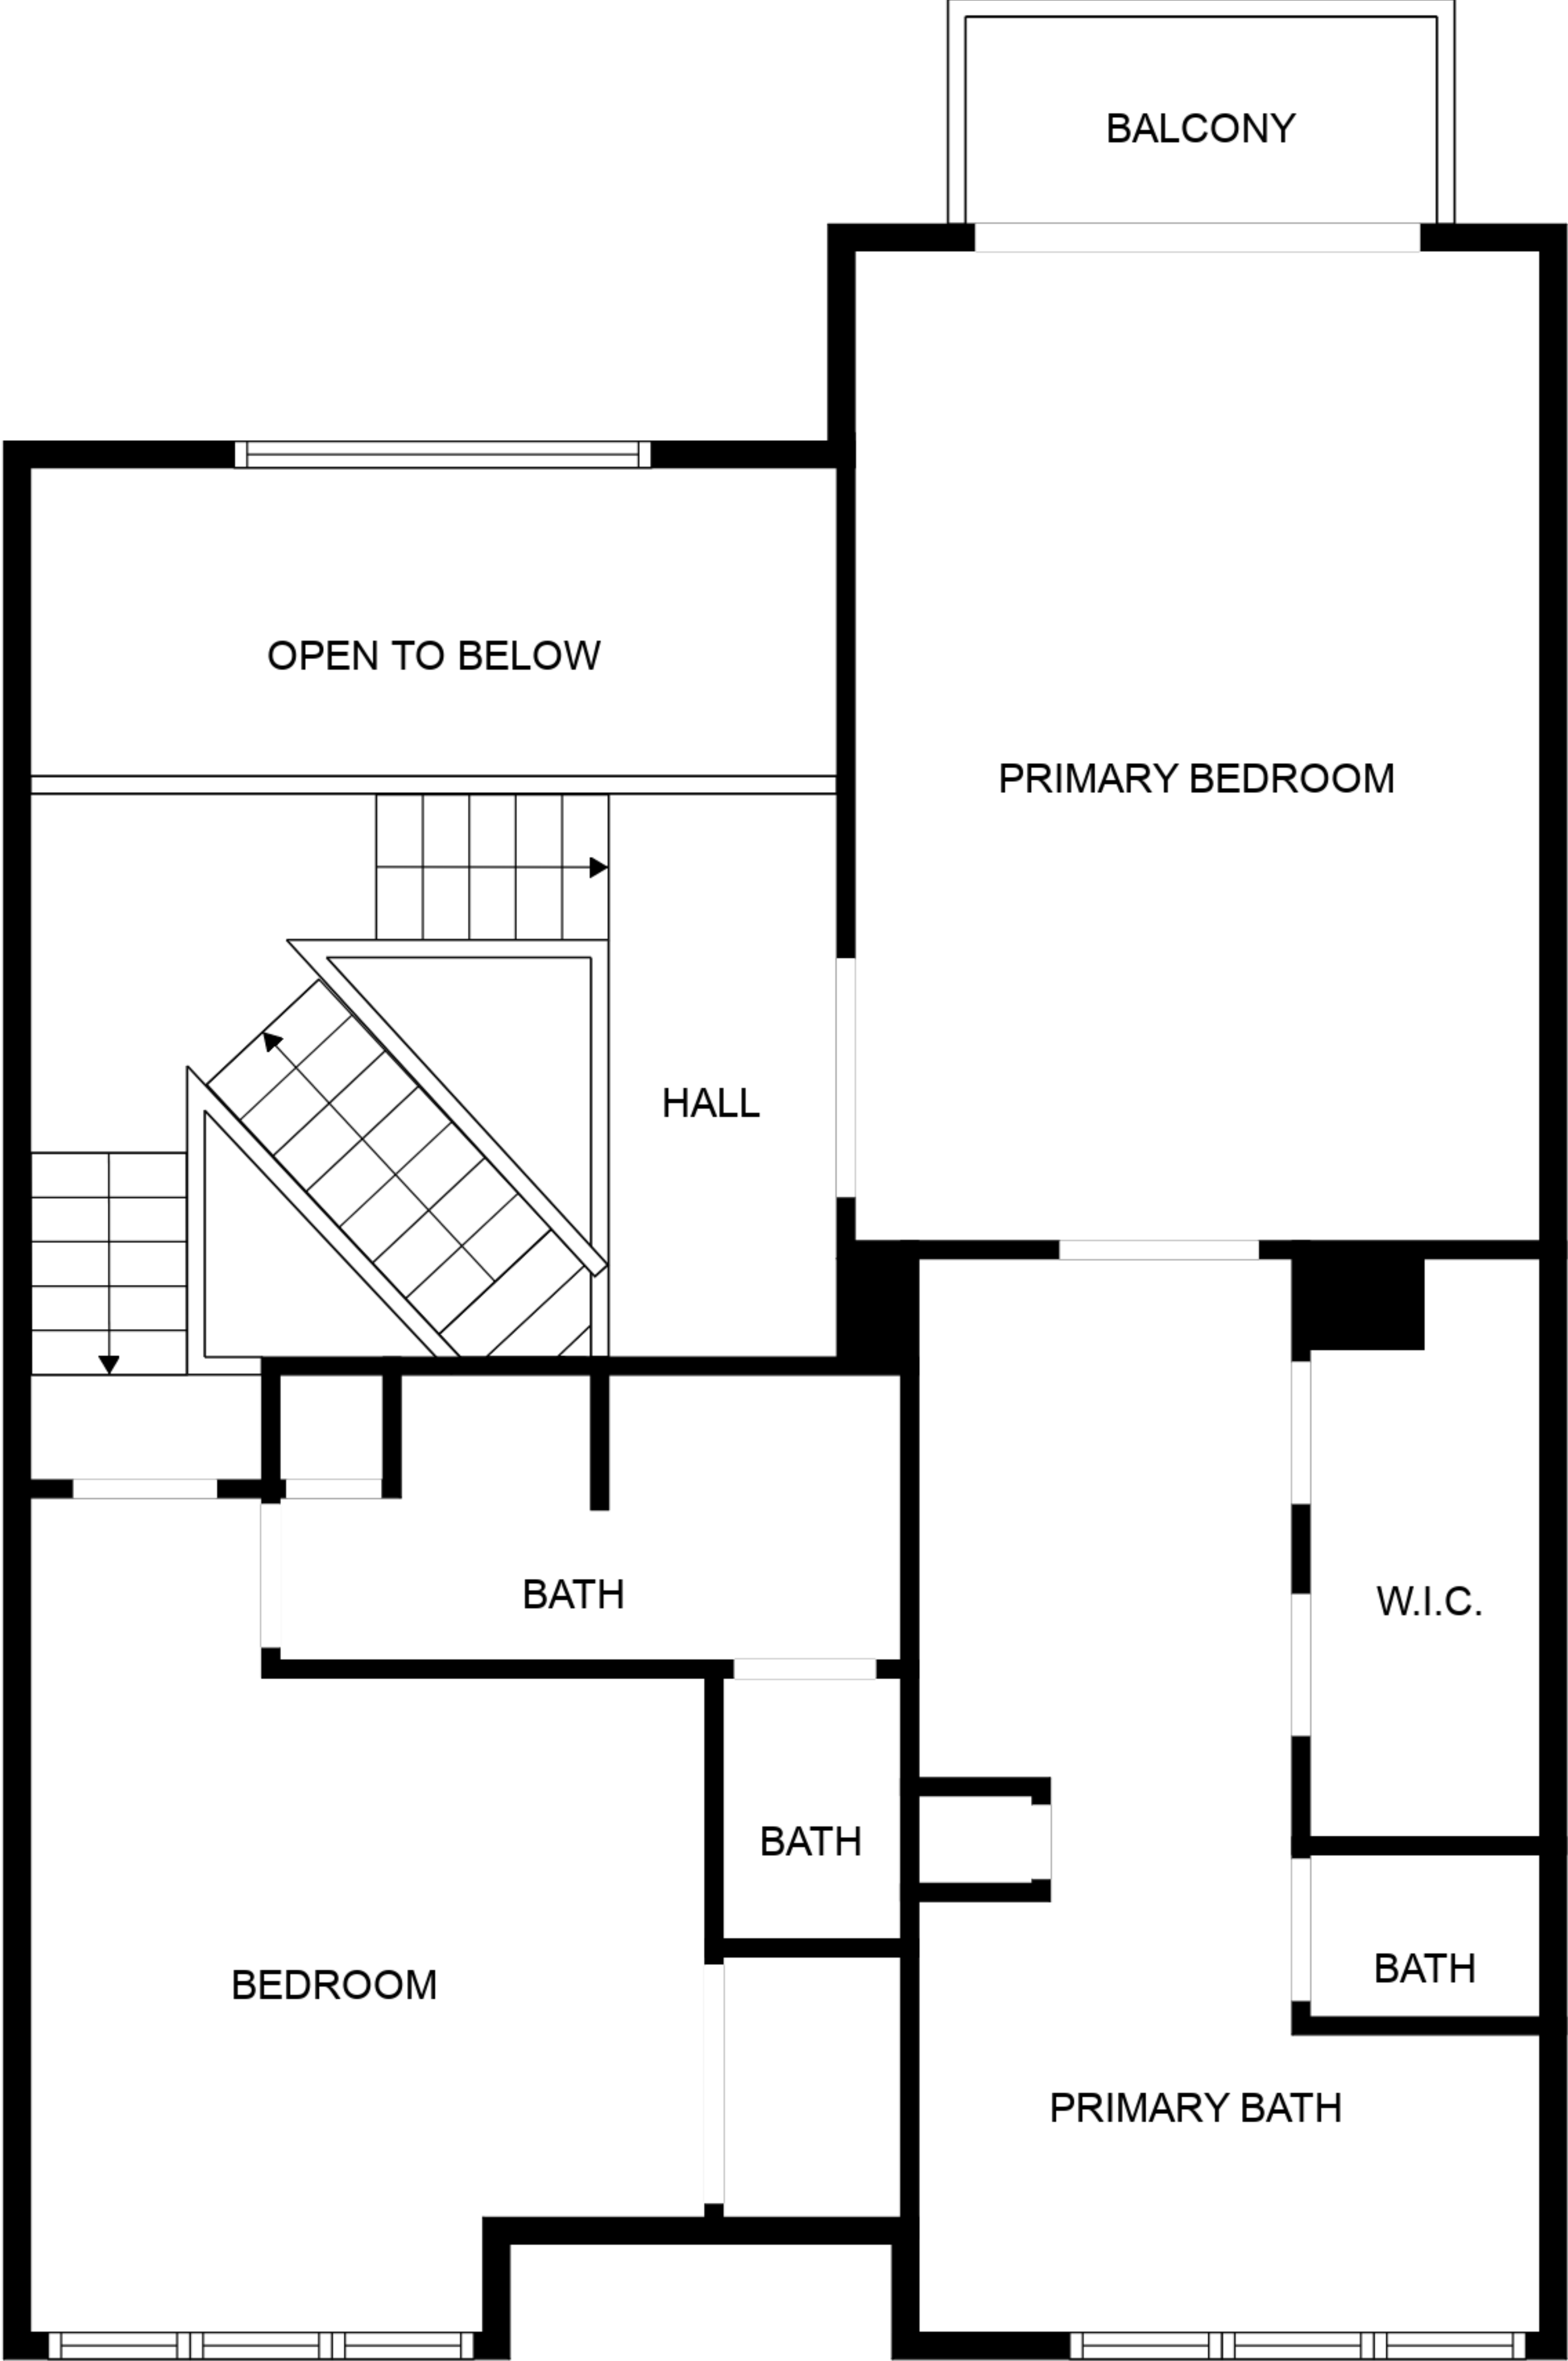 BALCONY
OPEN TO BELOW
PRIMARY BEDROOM
HALL
BATH
W.I.C.
BATH
BATH
BEDROOM
PRIMARY BATH